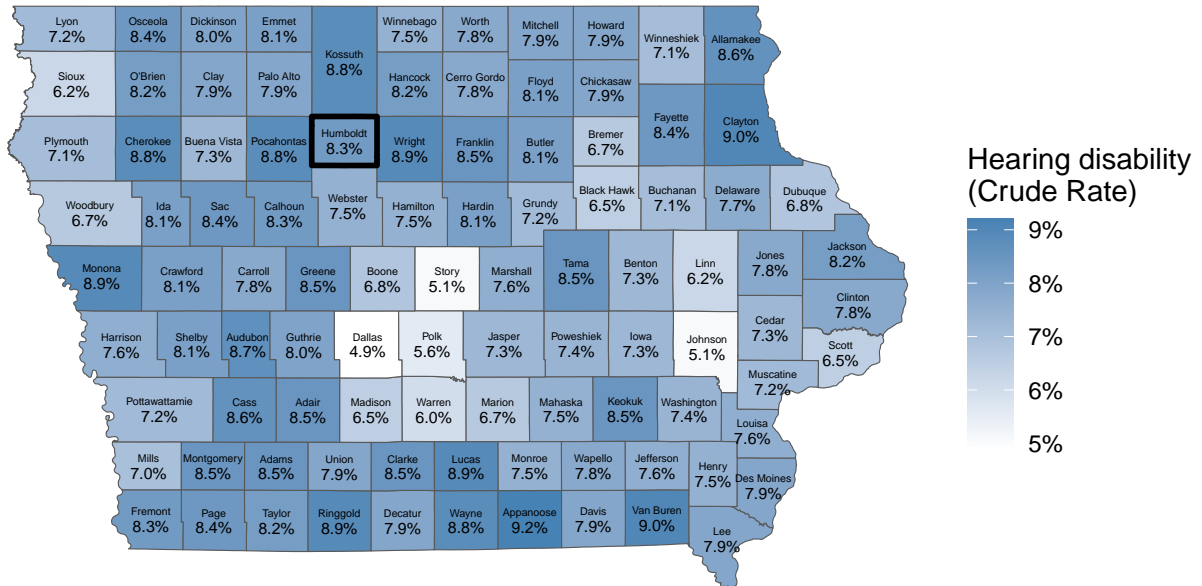 Lyon
7.2%
Osceola
8.4%
Dickinson
8.0%
Emmet
8.1%
Kossuth
8.8%
Winnebago
7.5%
Worth
7.8%
Mitchell
7.9%
Howard
7.9%
Winneshiek
7.1%
Allamakee
8.6%
Sioux
6.2%
O'Brien
8.2%
Clay
7.9%
Palo Alto
7.9%
Hancock
8.2%
Cerro Gordo
7.8%
Floyd
8.1%
Chickasaw
7.9%
Fayette
8.4%
Clayton
9.0%
Plymouth
7.1%
Cherokee
8.8%
Buena Vista
7.3%
Pocahontas
8.8%
Humboldt
8.3%
Wright
8.9%
Franklin
8.5%
Butler
8.1%
Bremer
6.7%
Woodbury
6.7%
Ida
8.1%
Sac
8.4%
Calhoun
8.3%
Webster
7.5%
Hamilton
7.5%
Hardin
8.1%
Grundy
7.2%
Black Hawk
6.5%
Buchanan
7.1%
Delaware
7.7%
Dubuque
6.8%
Monona
8.9%
Crawford
8.1%
Carroll
7.8%
Greene
8.5%
Boone
6.8%
Story
5.1%
Marshall
7.6%
Tama
8.5%
Benton
7.3%
Linn
6.2%
Jones
7.8%
Jackson
8.2%
Clinton
7.8%
Harrison
7.6%
Shelby
8.1%
Audubon
8.7%
Guthrie
8.0%
Dallas
4.9%
Polk
5.6%
Jasper
7.3%
Poweshiek
7.4%
Iowa
7.3%
Johnson
5.1%
Cedar
7.3%
Scott
6.5%
Muscatine
7.2%
Pottawattamie
7.2%
Cass
8.6%
Adair
8.5%
Madison
6.5%
Warren
6.0%
Marion
6.7%
Mahaska
7.5%
Keokuk
8.5%
Washington
7.4%
Louisa
7.6%
Mills
7.0%
Montgomery
8.5%
Adams
8.5%
Union
7.9%
Clarke
8.5%
Lucas
8.9%
Monroe
7.5%
Wapello
7.8%
Jefferson
7.6%
Henry
7.5%
Des Moines
7.9%
Fremont
8.3%
Page
8.4%
Taylor
8.2%
Ringgold
8.9%
Decatur
7.9%
Wayne
8.8%
Appanoose
9.2%
Davis
7.9%
Van Buren
9.0%
Lee
7.9%
Hearing disability
(Crude Rate)
9%
8%
7%
6%
5%